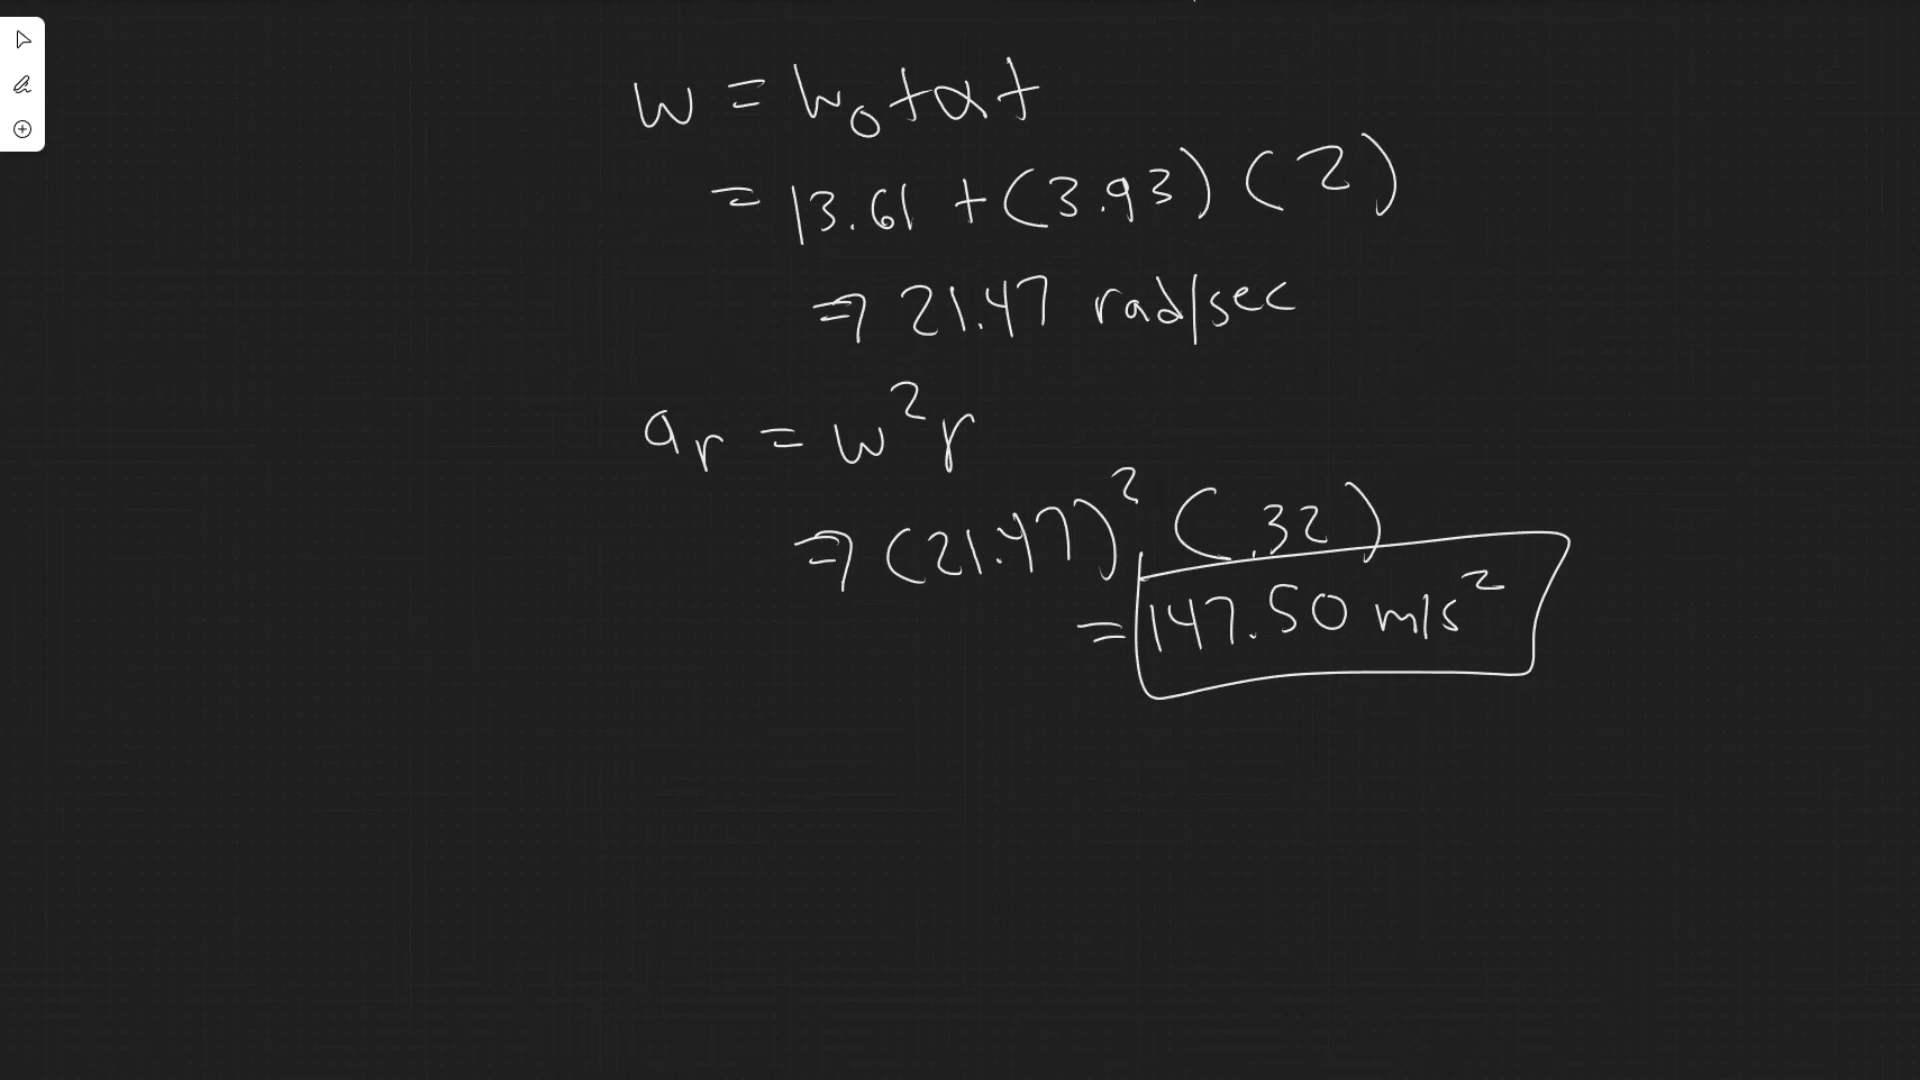 w = w₀ + αt
= 13.61 + (3.93) (2)
⇒ 21.47 rad/sec
aᵣ = w²r
⇒ (21.47)² (.32)
= 147.50 m/s²